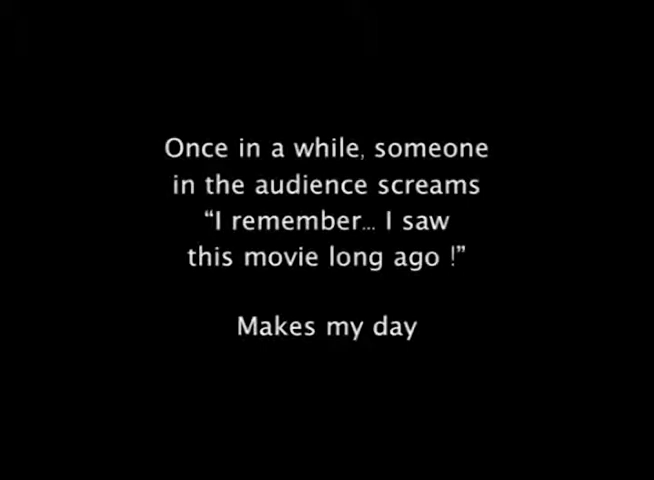 Once in a while, someone
in the audience screams
“I remember... I saw
this movie long ago !”
Makes my day